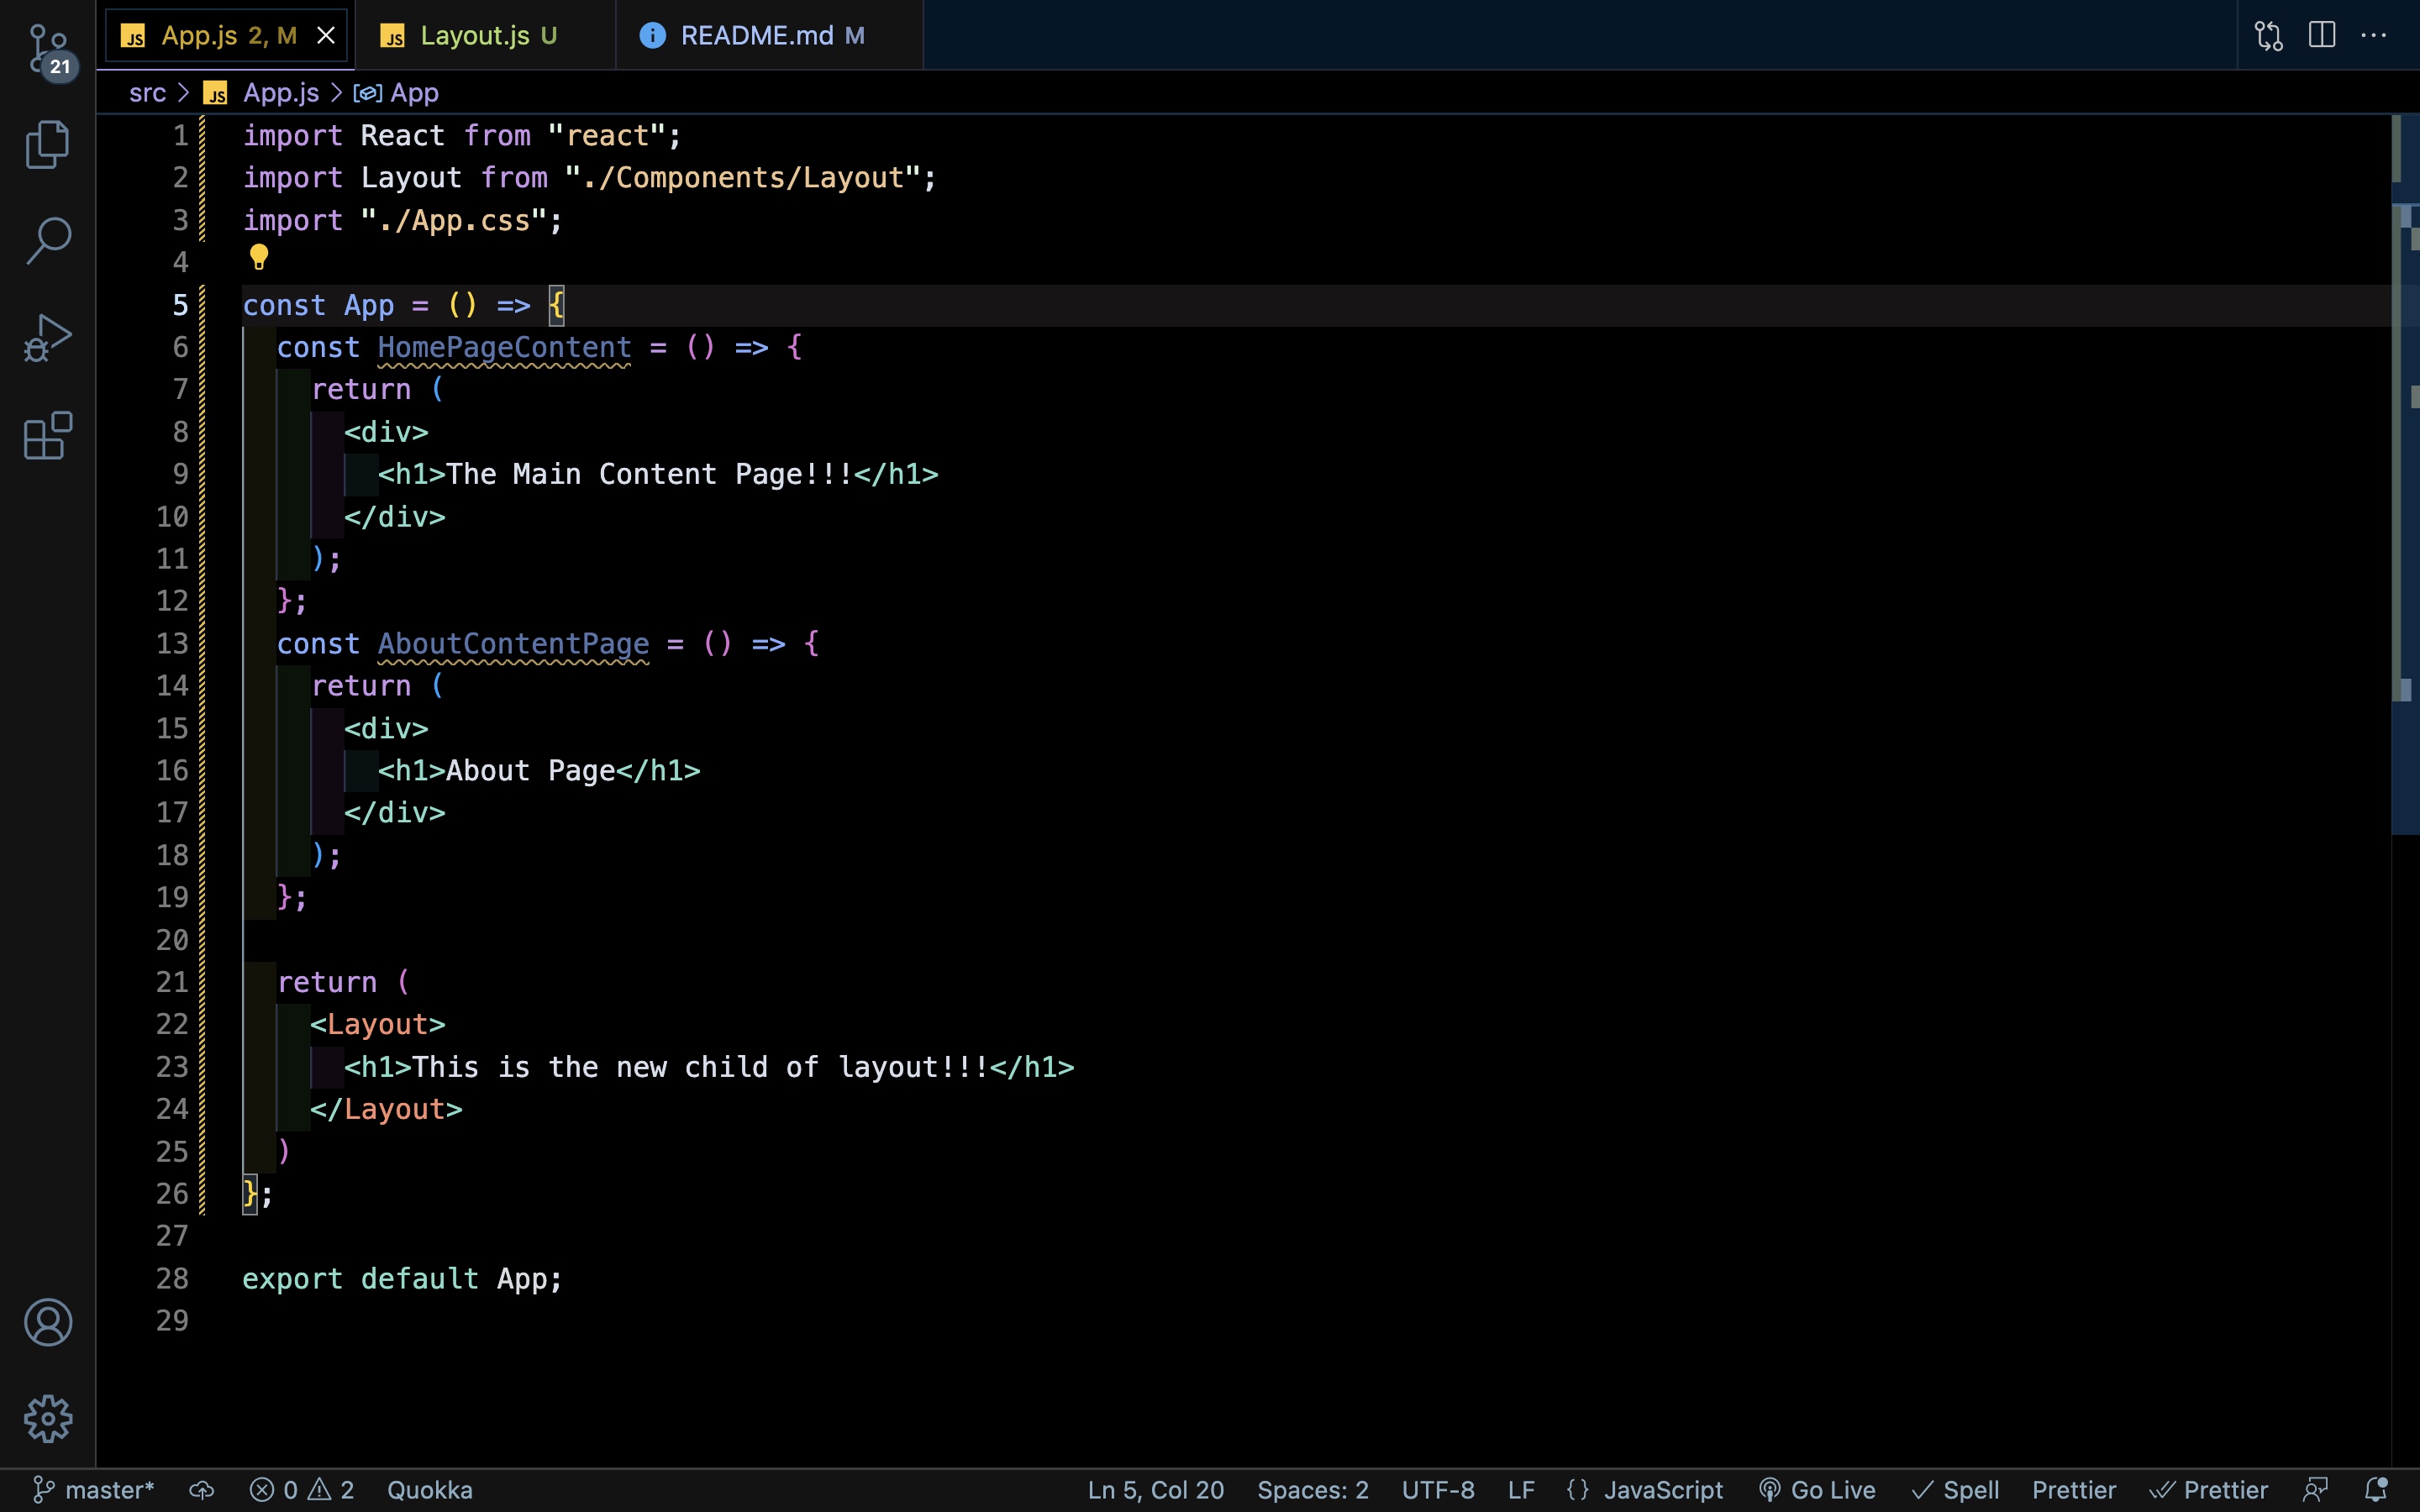 21
App.js 2, M
Layout.js U
README.md M
src > App.js > App
1 import React from "react";
2 import Layout from "./Components/Layout";
3 import "./App.css";
4
5 const App = () => {
6 const HomePageContent = () => {
7 return (
8 <div>
9 <h1>The Main Content Page!!!</h1>
10 </div>
11 );
12 };
13 const AboutContentPage = () => {
14 return (
15 <div>
16 <h1>About Page</h1>
17 </div>
18 );
19 };
20
21 return (
22 <Layout>
23 <h1>This is the new child of layout!!!</h1>
24 </Layout>
25 )
26 };
27
28 export default App;
29
master* 0 2 Quokka Ln 5, Col 20 Spaces: 2 UTF-8 LF {} JavaScript Go Live Spell Prettier Prettier